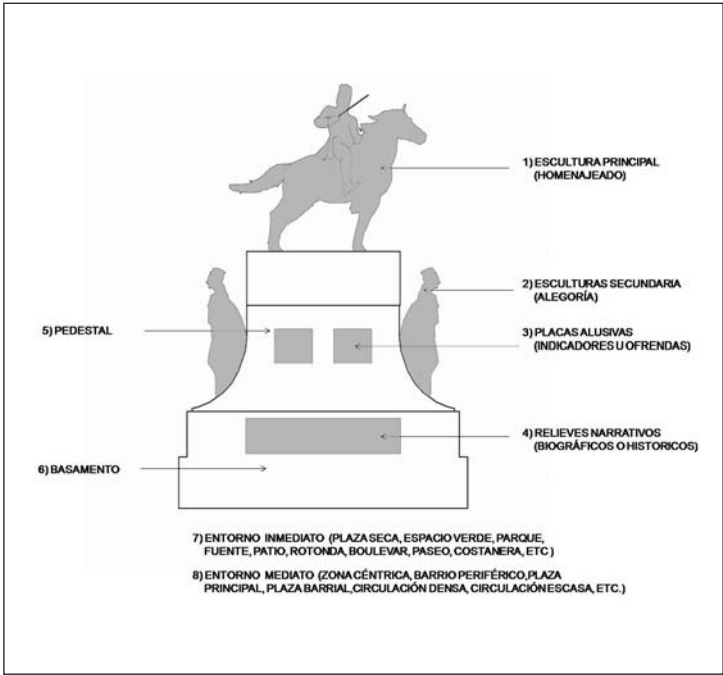 1) ESCULTURA PRINCIPAL
(HOMENAJEADO)
2) ESCULTURAS SECUNDARIA
(ALEGORÍA)
5) PEDESTAL
3) PLACAS ALUSIVAS
(INDICADORES U OFRENDAS)
4) RELIEVES NARRATIVOS
(BIOGRÁFICOS O HISTORICOS)
6) BASAMENTO
7) ENTORNO INMEDIATO (PLAZA SECA, ESPACIO VERDE, PARQUE,
FUENTE, PATIO, ROTONDA, BOULEVAR, PASEO, COSTANERA, ETC )
8) ENTORNO MEDIATO (ZONA CÉNTRICA, BARRIO PERIFÉRICO,PLAZA
PRINCIPAL, PLAZA BARRIAL,CIRCULACIÓN DENSA, CIRCULACIÓN ESCASA, ETC.)